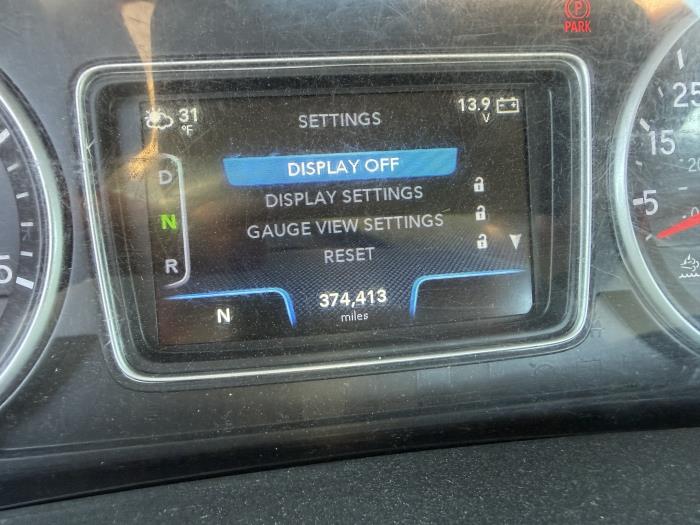 PARK
31
°F
13.9
V
SETTINGS
DISPLAY OFF
D
DISPLAY SETTINGS
N
GAUGE VIEW SETTINGS
R
RESET
N
374,413
miles
25
15
5
5